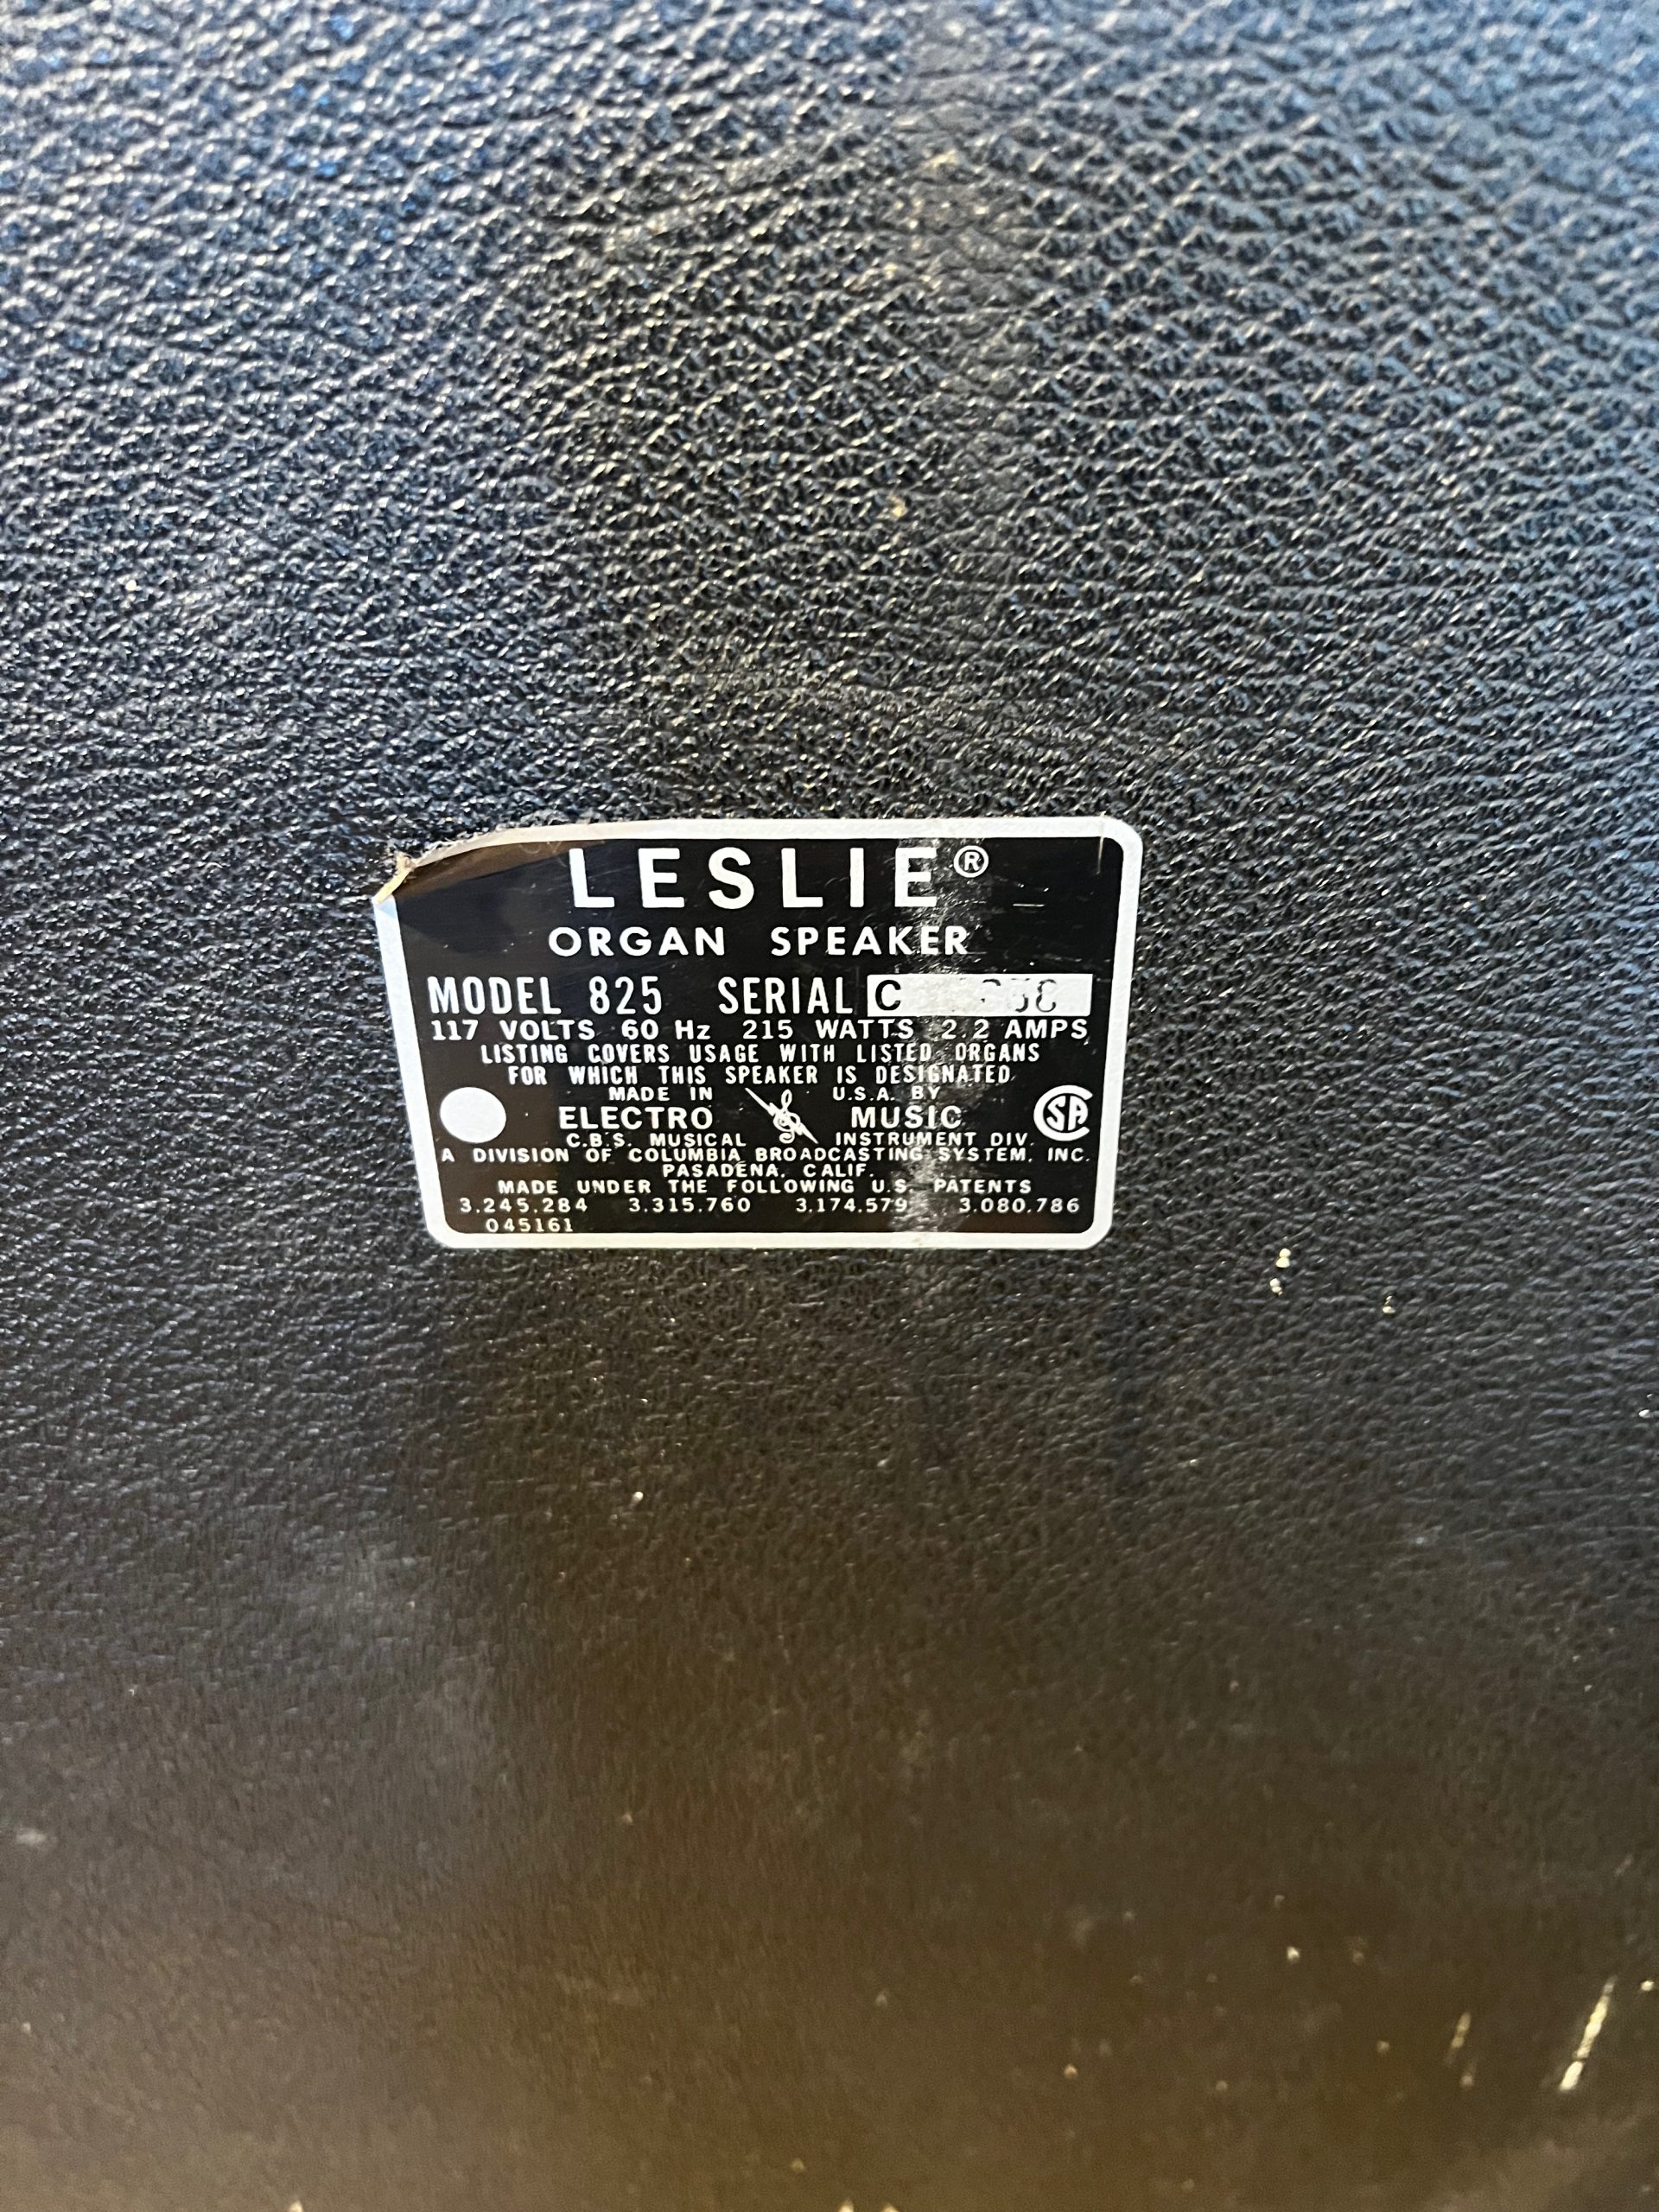 LESLIE®
ORGAN SPEAKER
MODEL 825 SERIAL C
117 VOLTS 60 Hz 215 WATTS 2.2 AMPS
LISTING COVERS USAGE WITH LISTED ORGANS
FOR WHICH THIS SPEAKER IS DESIGNATED
MADE IN U.S.A. BY
ELECTRO MUSIC
SA
C.B.S. MUSICAL INSTRUMENT DIV.
A DIVISION OF COLUMBIA BROADCASTING SYSTEM, INC.
PASADENA, CALIF.
MADE UNDER THE FOLLOWING U.S. PATENTS
3.245.284 3.315.760 3.174.579 3.080.786
045161